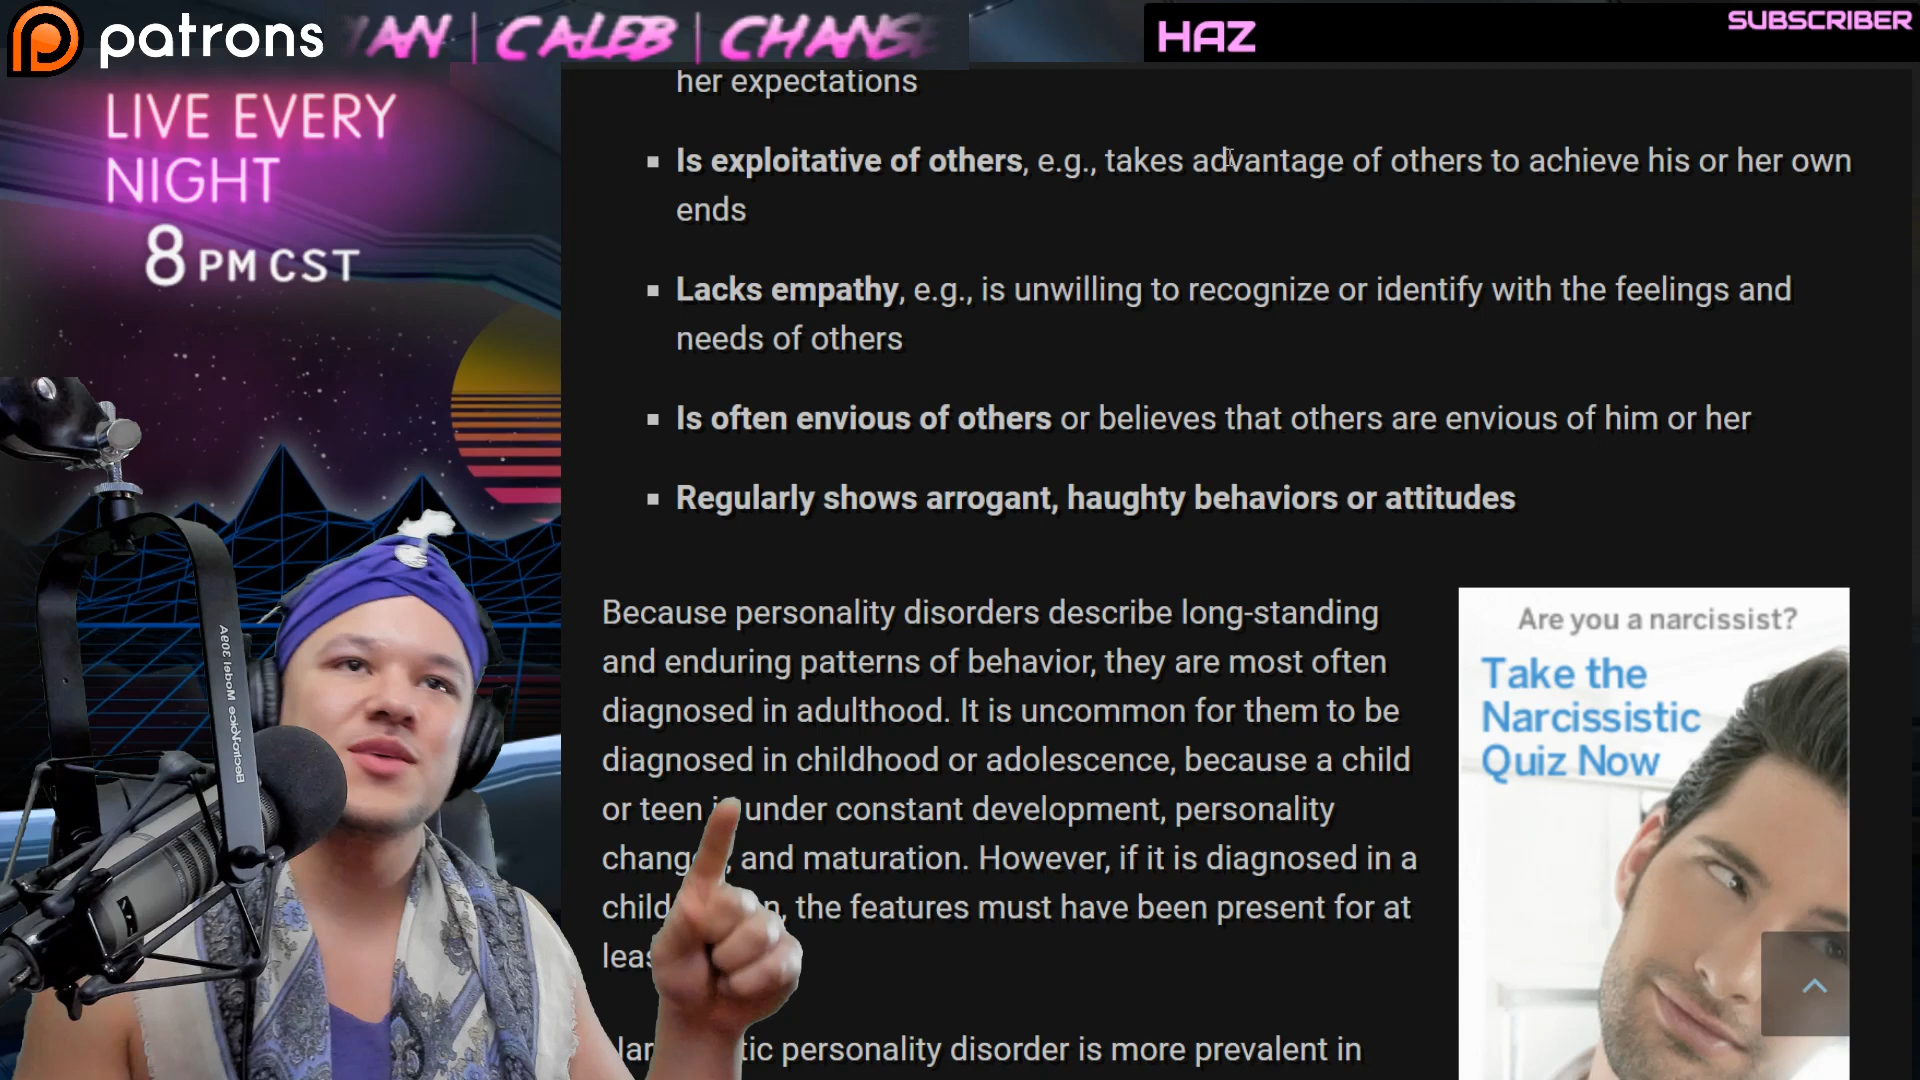 patrons
AN | CALEB | CHANS
HAZ
SUBSCRIBER
LIVE EVERY
NIGHT
8 PM CST
her expectations
▪ Is exploitative of others, e.g., takes advantage of others to achieve his or her own
ends
▪ Lacks empathy, e.g., is unwilling to recognize or identify with the feelings and
needs of others
▪ Is often envious of others or believes that others are envious of him or her
▪ Regularly shows arrogant, haughty behaviors or attitudes
Because personality disorders describe long-standing
and enduring patterns of behavior, they are most often
diagnosed in adulthood. It is uncommon for them to be
diagnosed in childhood or adolescence, because a child
or teen under constant development, personality
and maturation. However, if it is diagnosed in a
child the features must have been present for at
personality disorder is more prevalent in
Are you a narcissist?
Take the
Narcissistic
Quiz Now